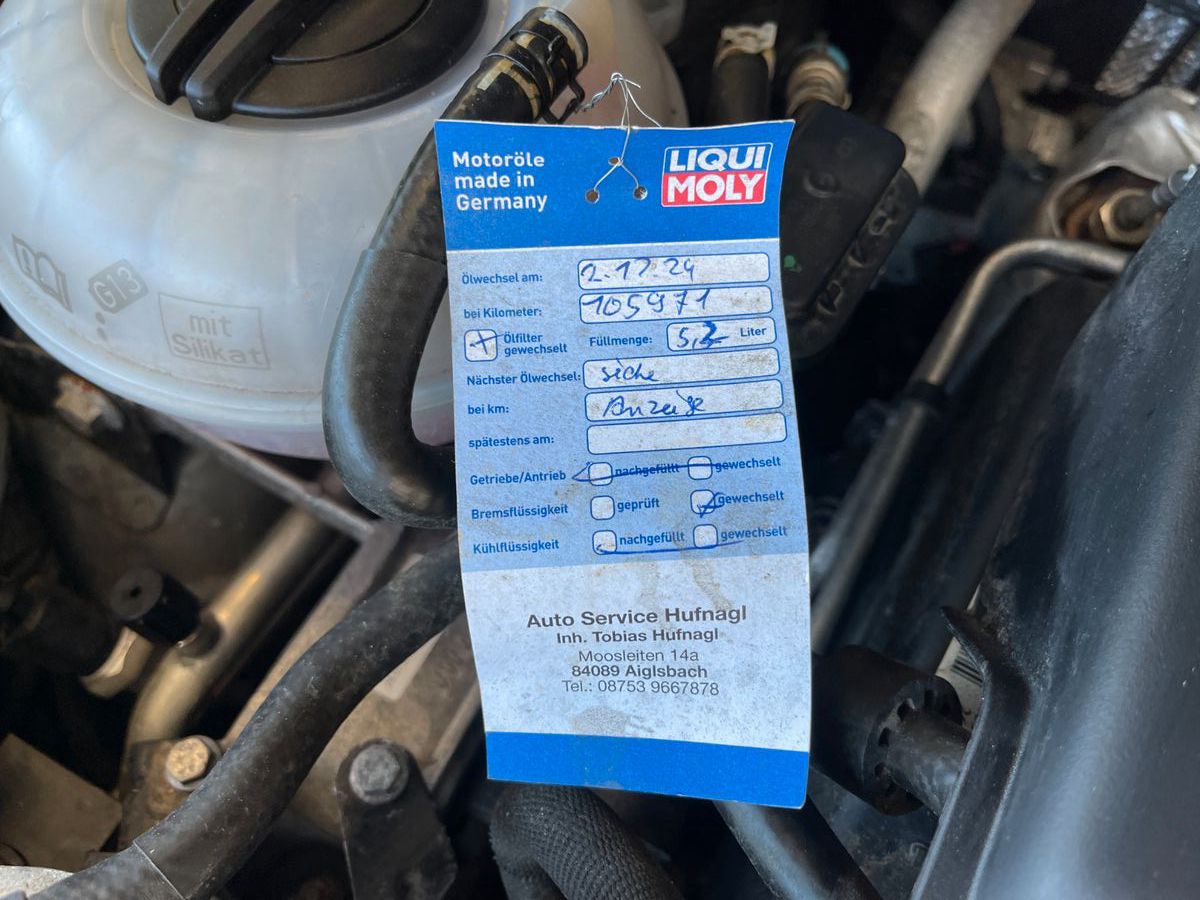 G13
mit
Silikat
Motoröle
made in
Germany
LIQUI
MOLY
Ölwechsel am: 2.12.24
bei Kilometer: 105971
Ölfilter
gewechselt
Füllmenge: 5,2 Liter
Nächster Ölwechsel: siehe
bei km: Anzeige
spätestens am:
Getriebe/Antrieb nachgefüllt gewechselt
Bremsflüssigkeit geprüft gewechselt
Kühlflüssigkeit nachgefüllt gewechselt
Auto Service Hufnagl
Inh. Tobias Hufnagl
Moosleiten 14a
84089 Aiglsbach
Tel.: 08753 9667878